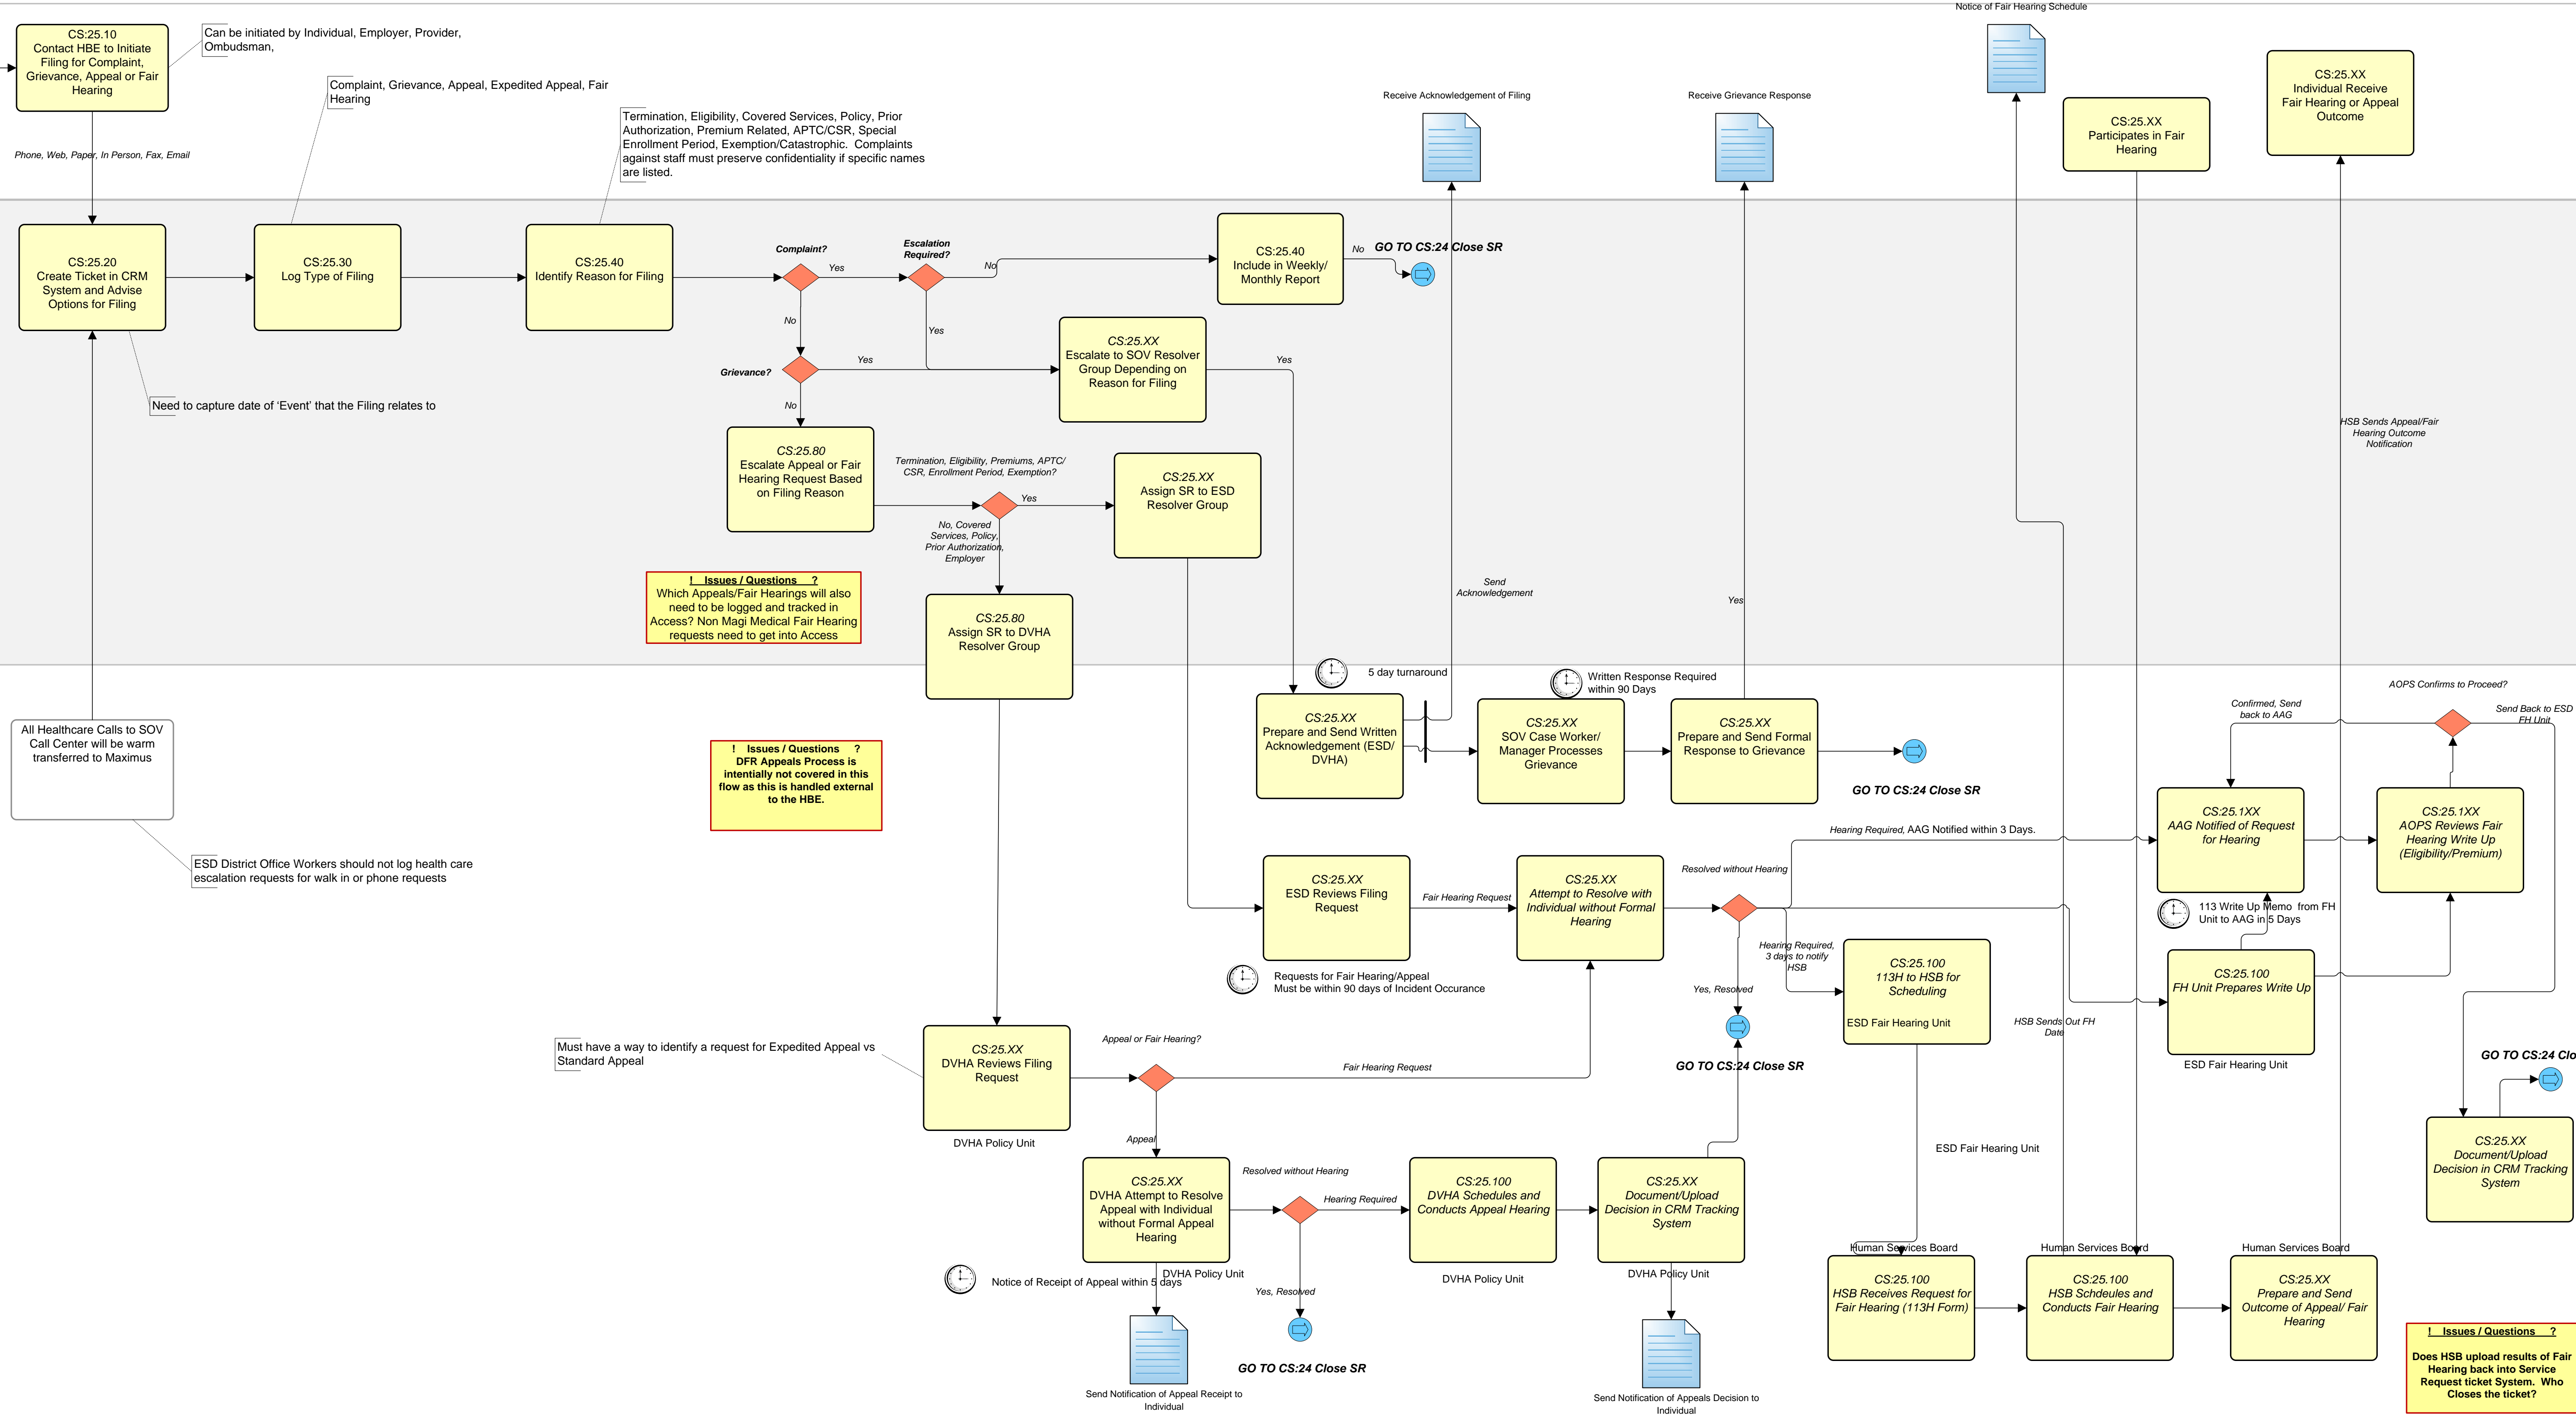 Notice of Fair Hearing Schedule
CS:25.10
Contact HBE to Initiate
Filing for Complaint,
Grievance, Appeal or Fair
Hearing
Can be initiated by Individual, Employer, Provider,
Ombudsman,
Complaint, Grievance, Appeal, Expedited Appeal, Fair
Hearing
Termination, Eligibility, Covered Services, Policy, Prior
Authorization, Premium Related, APTC/CSR, Special
Enrollment Period, Exemption/Catastrophic.  Complaints
against staff must preserve confidentiality if specific names
are listed.
Receive Acknowledgement of Filing
Receive Grievance Response
CS:25.XX
Participates in Fair
Hearing
CS:25.XX
Individual Receive
Fair Hearing or Appeal
Outcome
Phone, Web, Paper, In Person, Fax, Email
CS:25.20
Create Ticket in CRM
System and Advise
Options for Filing
CS:25.30
Log Type of Filing
CS:25.40
Identify Reason for Filing
Complaint?
Yes
Escalation
Required?
No
CS:25.40
Include in Weekly/
Monthly Report
No
GO TO CS:24 Close SR
No
Yes
Grievance?
Yes
CS:25.XX
Escalate to SOV Resolver
Group Depending on
Reason for Filing
Yes
No
Need to capture date of ‘Event’ that the Filing relates to
HSB Sends Appeal/Fair
Hearing Outcome
Notification
CS:25.80
Escalate Appeal or Fair
Hearing Request Based
on Filing Reason
Termination, Eligibility, Premiums, APTC/
CSR, Enrollment Period, Exemption?
Yes
CS:25.XX
Assign SR to ESD
Resolver Group
No, Covered
Services, Policy,
Prior Authorization,
Employer
! Issues / Questions ?
Which Appeals/Fair Hearings will also
need to be logged and tracked in
Access? Non Magi Medical Fair Hearing
requests need to get into Access
CS:25.80
Assign SR to DVHA
Resolver Group
Send
Acknowledgement
Yes
5 day turnaround
Written Response Required
within 90 Days
CS:25.XX
Prepare and Send Written
Acknowledgement (ESD/
DVHA)
CS:25.XX
SOV Case Worker/
Manager Processes
Grievance
CS:25.XX
Prepare and Send Formal
Response to Grievance
GO TO CS:24 Close SR
AOPS Confirms to Proceed?
Confirmed, Send
back to AAG
Send Back to ESD
FH Unit
All Healthcare Calls to SOV
Call Center will be warm
transferred to Maximus
! Issues / Questions ?
DFR Appeals Process is
intentially not covered in this
flow as this is handled external
to the HBE.
ESD District Office Workers should not log health care
escalation requests for walk in or phone requests
CS:25.1XX
AAG Notified of Request
for Hearing
CS:25.1XX
AOPS Reviews Fair
Hearing Write Up
(Eligibility/Premium)
Hearing Required, AAG Notified within 3 Days.
CS:25.XX
ESD Reviews Filing
Request
Fair Hearing Request
CS:25.XX
Attempt to Resolve with
Individual without Formal
Hearing
Resolved without Hearing
Hearing Required,
3 days to notify
HSB
Yes, Resolved
GO TO CS:24 Close SR
113 Write Up Memo  from FH
Unit to AAG in 5 Days
CS:25.100
113H to HSB for
Scheduling
ESD Fair Hearing Unit
CS:25.100
FH Unit Prepares Write Up
ESD Fair Hearing Unit
Requests for Fair Hearing/Appeal
Must be within 90 days of Incident Occurance
HSB Sends Out FH
Date
Must have a way to identify a request for Expedited Appeal vs
Standard Appeal
CS:25.XX
DVHA Reviews Filing
Request
DVHA Policy Unit
Appeal or Fair Hearing?
Fair Hearing Request
Appeal
GO TO CS:24 Clo
CS:25.XX
Document/Upload
Decision in CRM Tracking
System
ESD Fair Hearing Unit
CS:25.XX
DVHA Attempt to Resolve
Appeal with Individual
without Formal Appeal
Hearing
DVHA Policy Unit
Resolved without Hearing
Hearing Required
CS:25.100
DVHA Schedules and
Conducts Appeal Hearing
DVHA Policy Unit
CS:25.XX
Document/Upload
Decision in CRM Tracking
System
DVHA Policy Unit
Notice of Receipt of Appeal within 5 days
Yes, Resolved
GO TO CS:24 Close SR
Send Notification of Appeal Receipt to
Individual
Send Notification of Appeals Decision to
Individual
Human Services Board
CS:25.100
HSB Receives Request for
Fair Hearing (113H Form)
Human Services Board
CS:25.100
HSB Schdeules and
Conducts Fair Hearing
Human Services Board
CS:25.XX
Prepare and Send
Outcome of Appeal/ Fair
Hearing
! Issues / Questions ?
Does HSB upload results of Fair
Hearing back into Service
Request ticket System.  Who
Closes the ticket?